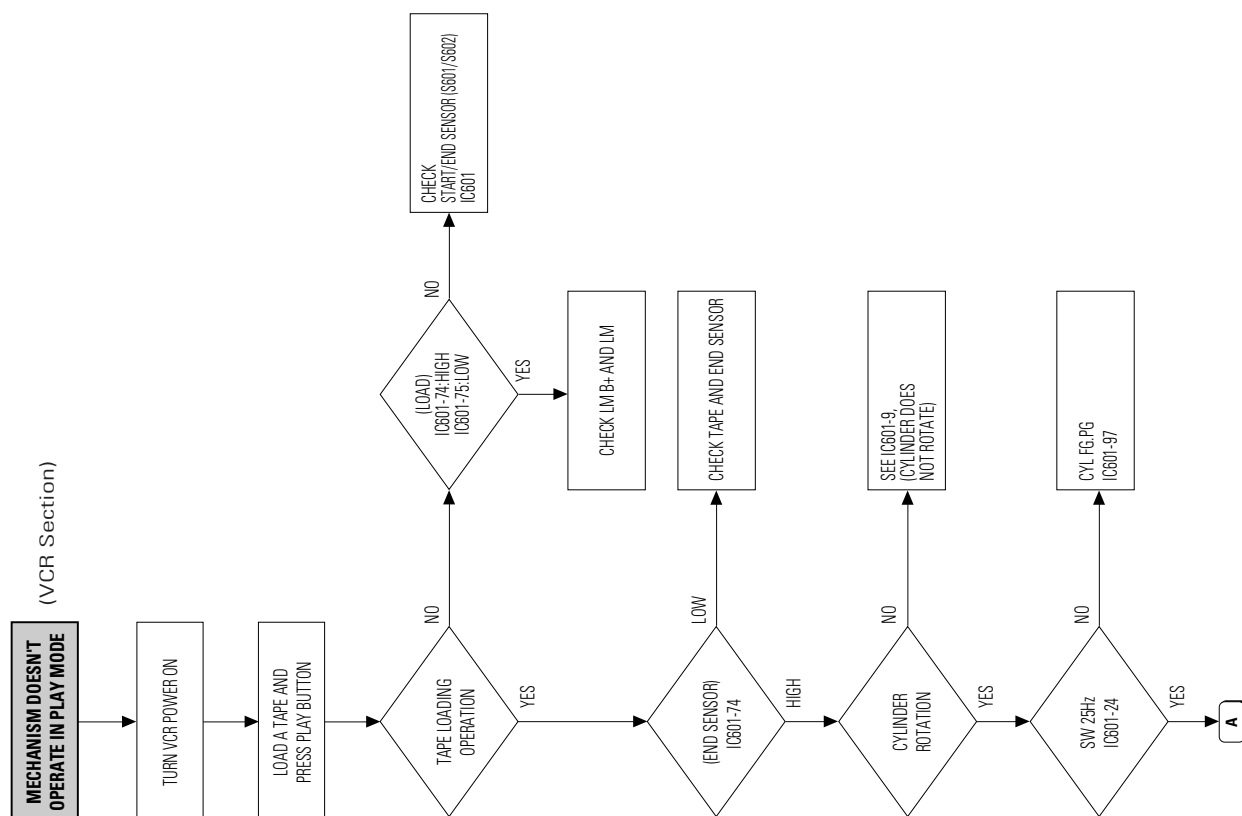 MECHANISM DOESN'T
OPERATE IN PLAY MODE
(VCR Section)
TURN VCR POWER ON
LOAD A TAPE AND
PRESS PLAY BUTTON
TAPE LOADING
OPERATION
NO
YES
(LOAD)
IC601-74:HIGH
IC601-75:LOW
NO
YES
CHECK
START/END SENSOR (S601/S602)
IC601
CHECK LM B+ AND LM
(END SENSOR)
IC601-74
LOW
HIGH
CHECK TAPE AND END SENSOR
CYLINDER
ROTATION
NO
YES
SEE IC601-9,
(CYLINDER DOES
NOT ROTATE)
SW 25Hz
IC601-24
NO
YES
CYL FG.PG
IC601-97
A